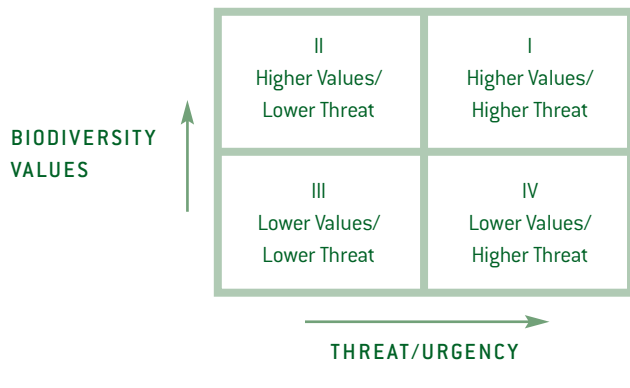 II
Higher Values/
Lower Threat
I
Higher Values/
Higher Threat
BIODIVERSITY
VALUES
III
Lower Values/
Lower Threat
IV
Lower Values/
Higher Threat
THREAT/URGENCY